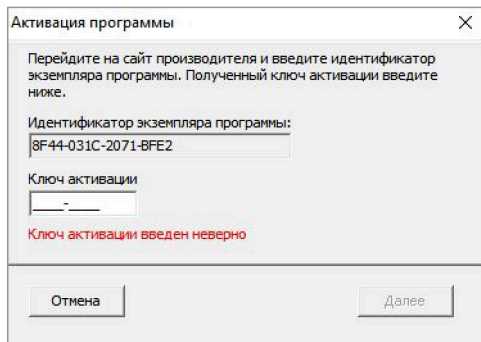 Активация программы
Перейдите на сайт производителя и введите идентификатор
экземпляра программы. Полученный ключ активации введите
ниже.
Идентификатор экземпляра программы:
8F44-031C-2071-BFE2
Ключ активации
____-____
Ключ активации введен неверно
Отмена
Далее